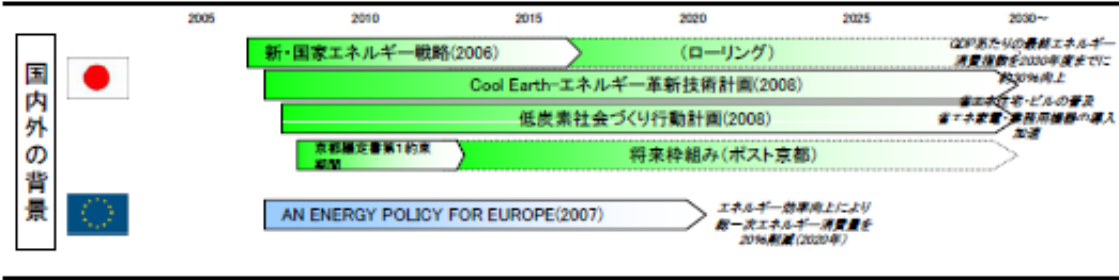 2005 2010 2015 2020 2025 2030～
国内外の背景
新・国家エネルギー戦略(2006)
(ローリング)
GDPあたりの最終エネルギー
消費指数を2030年度までに
約30%向上
Cool Earth-エネルギー革新技術計画(2008)
低炭素社会づくり行動計画(2008)
省エネ住宅・ビルの普及
省エネ家電・業務用機器の導入
加速
京都議定書第1約束
期間
将来枠組み(ポスト京都)
AN ENERGY POLICY FOR EUROPE(2007)
エネルギー効率向上により
総一次エネルギー消費量を
20%削減(2020年)